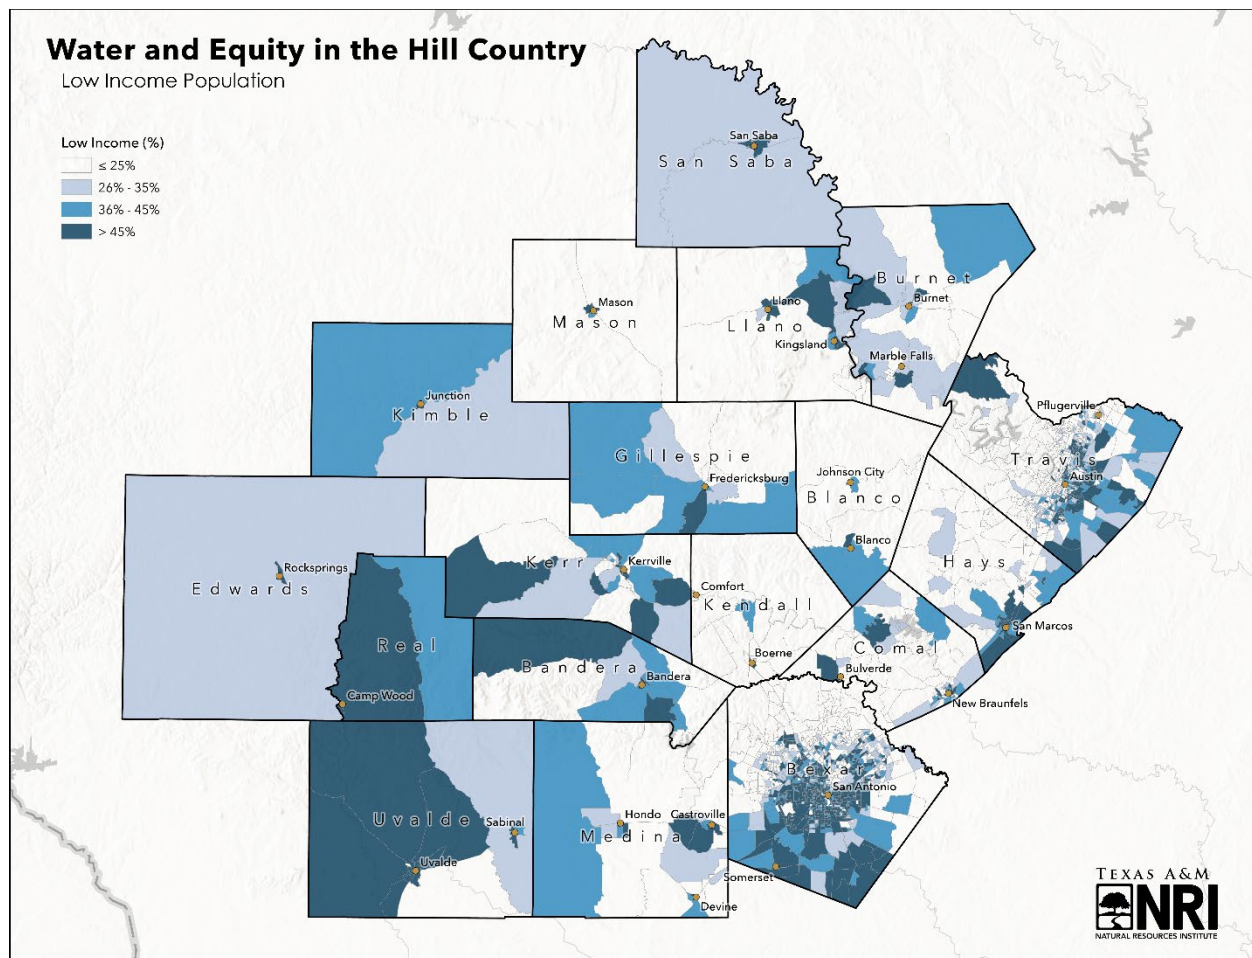 Water and Equity in the Hill Country
Low Income Population
Low Income (%)
≤ 25%
26% - 35%
36% - 45%
> 45%
San Saba
San Saba
Burnet
Burnet
Mason
Mason
Llano
Llano
Kingsland
Marble Falls
Junction
Kimble
Pflugerville
Travis
Austin
Gillespie
Fredericksburg
Johnson City
Blanco
Blanco
Hays
Rocksprings
Edwards
Kerr
Kerrville
Comfort
Kendall
San Marcos
Real
Comal
Bandera
Bandera
Boerne
Bulverde
Camp Wood
New Braunfels
Bexar
San Antonio
Uvalde
Sabinal
Hondo
Castroville
Medina
Uvalde
Somerset
Devine
TEXAS A&M
NRI
NATURAL RESOURCES INSTITUTE